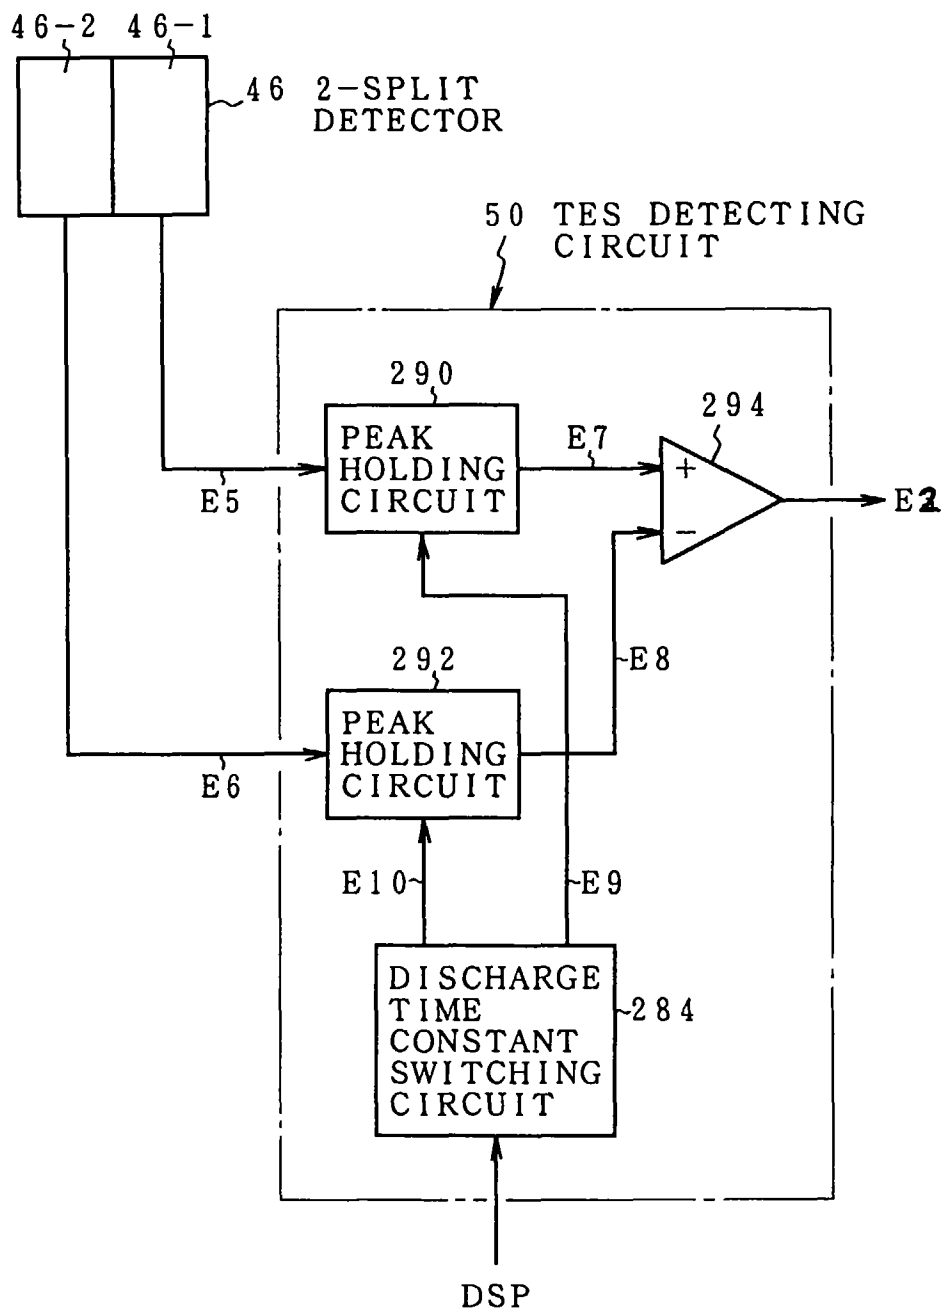 46-2 46-1
46 2-SPLIT
DETECTOR
50 TES DETECTING
CIRCUIT
290
294
PEAK
HOLDING
CIRCUIT
E7
+
E5
−
292
E8
PEAK
HOLDING
CIRCUIT
E6
E10
E9
DISCHARGE
TIME
CONSTANT
SWITCHING
CIRCUIT
284
DSP